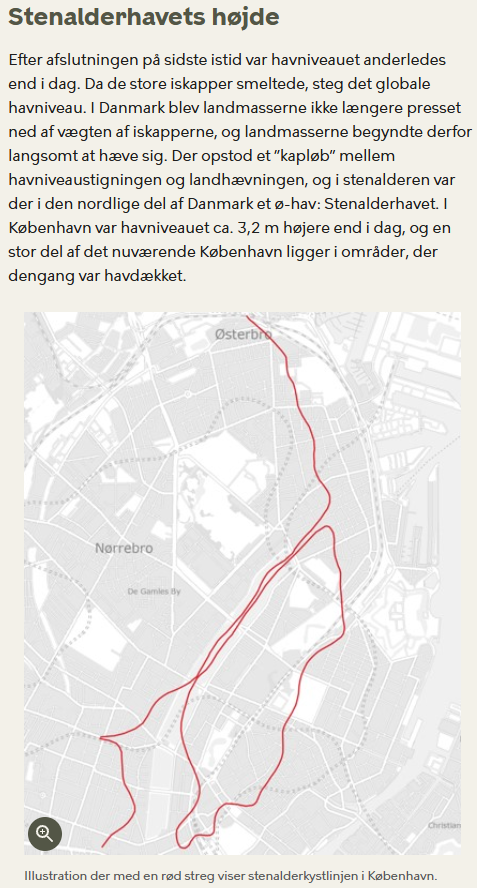 Stenalderhavets højde
Efter afslutningen på sidste istid var havniveauet anderledes
end i dag. Da de store iskapper smeltede, steg det globale
havniveau. I Danmark blev landmasserne ikke længere presset
ned af vægten af iskapperne, og landmasserne begyndte derfor
langsomt at hæve sig. Der opstod et ”kapløb” mellem
havniveaustigningen og landhævningen, og i stenalderen var
der i den nordlige del af Danmark et ø-hav: Stenalderhavet. I
København var havniveauet ca. 3,2 m højere end i dag, og en
stor del af det nuværende København ligger i områder, der
dengang var havdækket.
Østerbro
Nørrebro
De Gamles By
Christian
Illustration der med en rød streg viser stenalderkystlinjen i København.